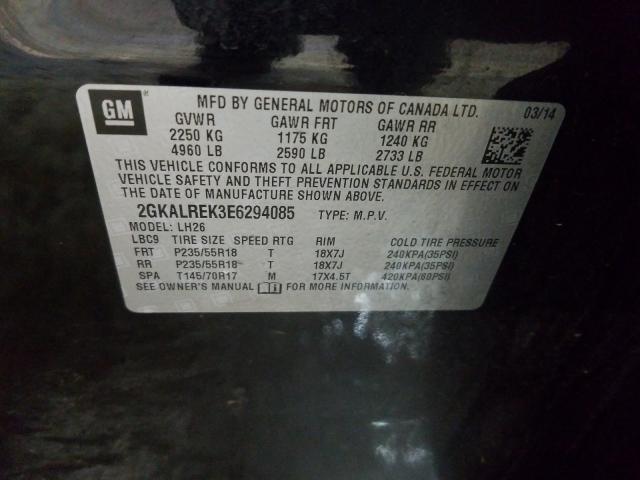 GM ®
MFD BY GENERAL MOTORS OF CANADA LTD. 03/14
GVWR GAWR FRT GAWR RR
2250 KG 1175 KG 1240 KG
4960 LB 2590 LB 2733 LB
THIS VEHICLE CONFORMS TO ALL APPLICABLE U.S. FEDERAL MOTOR
VEHICLE SAFETY AND THEFT PREVENTION STANDARDS IN EFFECT ON
THE DATE OF MANUFACTURE SHOWN ABOVE.
2GKALREK3E6294085 TYPE: M.P.V.
MODEL: LH26
LBC9 TIRE SIZE SPEED RTG RIM COLD TIRE PRESSURE
FRT P235/55R18 T 18X7J 240KPA(35PSI)
RR P235/55R18 T 18X7J 240KPA(35PSI)
SPA T145/70R17 M 17X4.5T 420KPA(60PSI)
SEE OWNER'S MANUAL FOR MORE INFORMATION.